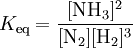 K_eq = [NH₃]² / [N₂][H₂]³